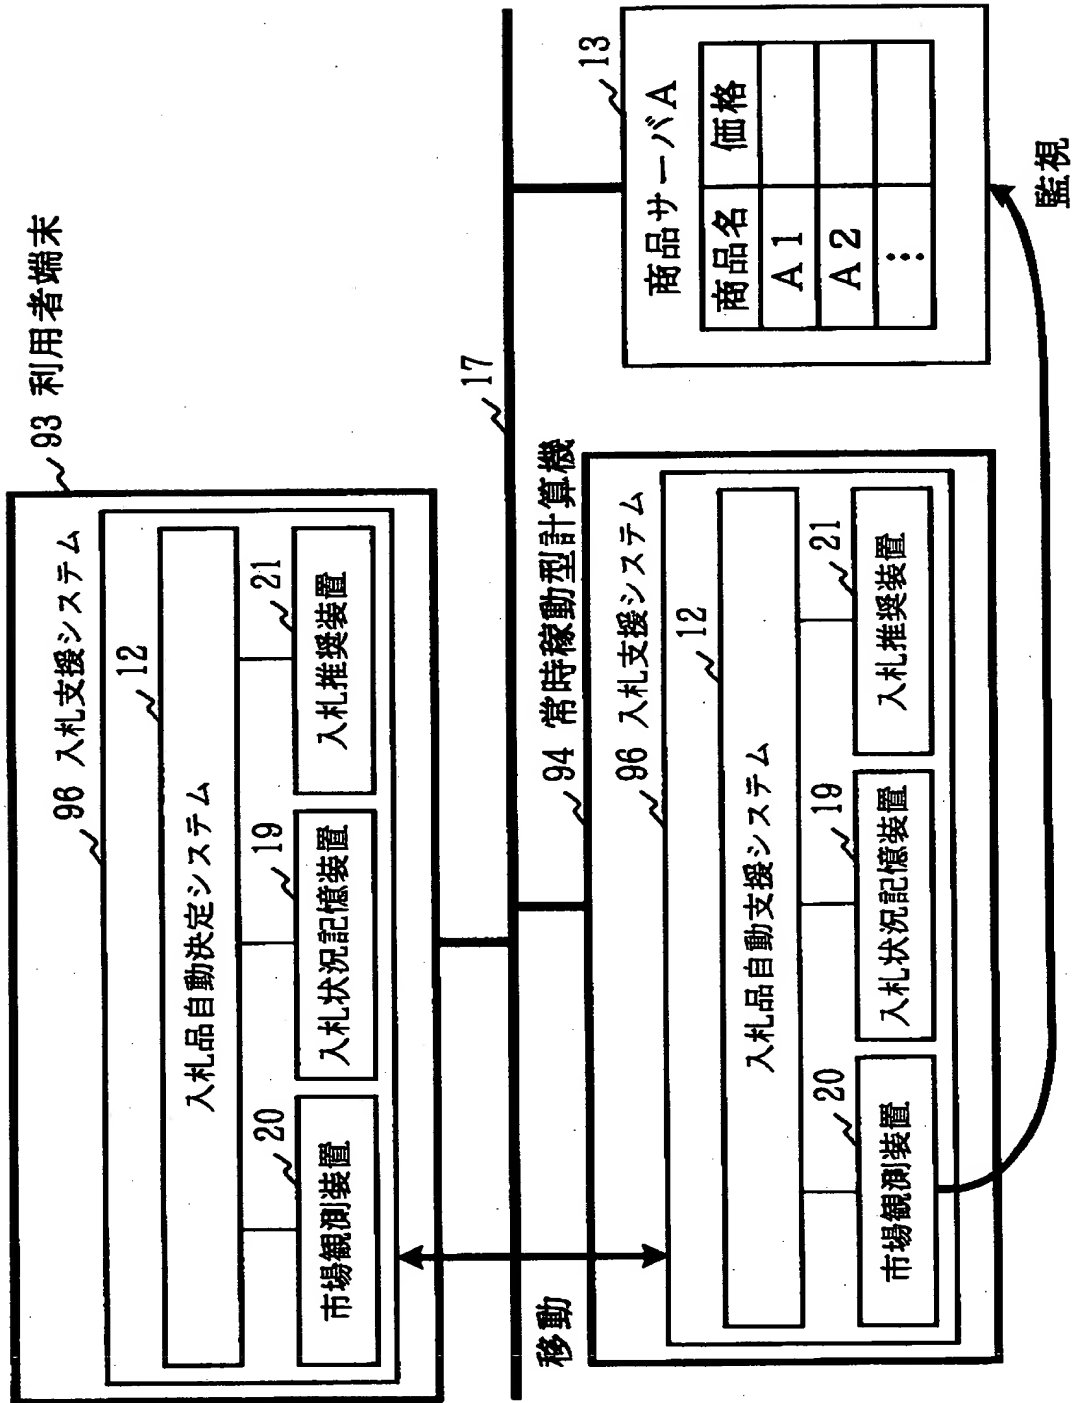 93 利用者端末
96 入札支援システム
12
入札品自動決定システム
20
19
21
市場観測装置
入札状況記憶装置
入札推奨装置
17
移動
94 常時稼動型計算機
96 入札支援システム
12
入札品自動支援システム
20
19
21
市場観測装置
入札状況記憶装置
入札推奨装置
13
商品サーバA
商品名 価格
A1
A2
⋮
監視